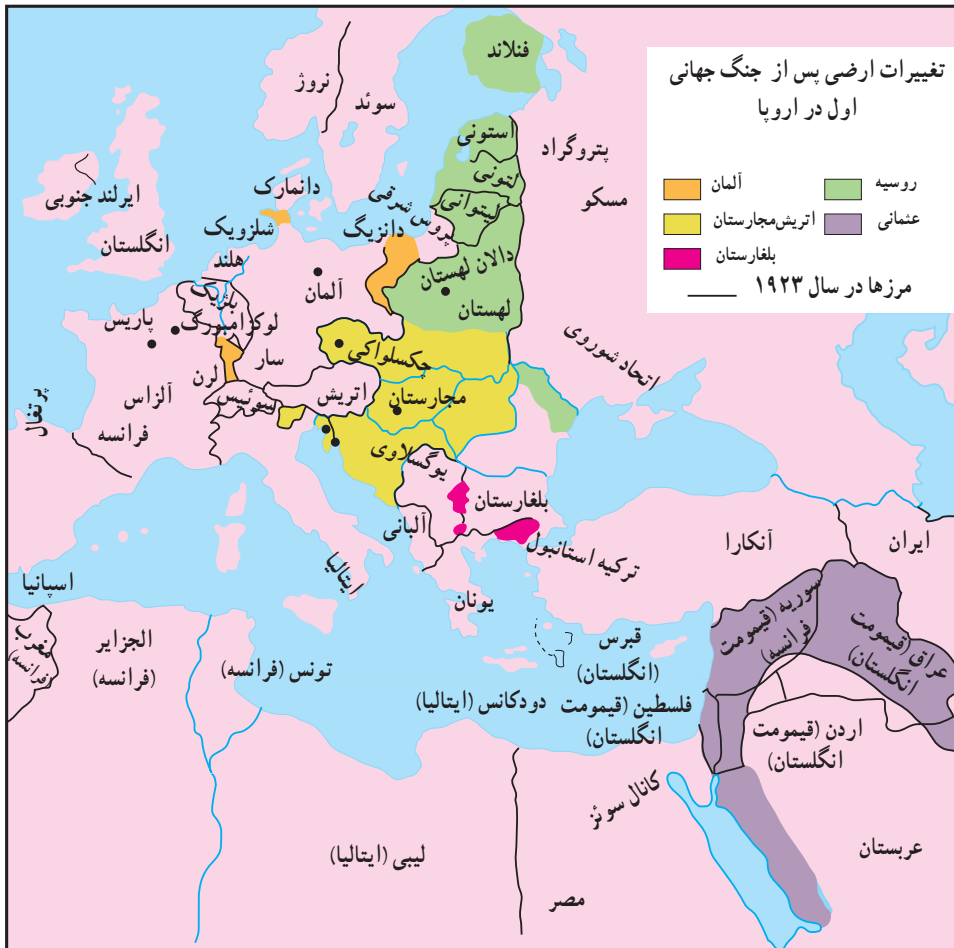 تغییرات ارضی پس از جنگ جهانی
اول در اروپا
روسیه
آلمان
عثمانی
اتریش‌مجارستان
بلغارستان
مرزها در سال ۱۹۲۳
فنلاند
نروژ
سوئد
استونی
لتونی
لیتوانی
پتروگراد
مسکو
ایرلند جنوبی
انگلستان
دانمارک
شلزویک
هلند
پروس شرقی
دانزیگ
دالان لهستان
لهستان
آلمان
بلژیک
لوکزامبورگ
پاریس
سار
لرن
آلزاس
فرانسه
پرتغال
سوئیس
چکسلواکی
اتریش
مجارستان
اتحاد شوروی
یوگسلاوی
بلغارستان
آلبانی
ترکیه استانبول
آنکارا
ایران
ایتالیا
یونان
اسپانیا
مغرب
(فرانسه)
الجزایر
(فرانسه)
تونس (فرانسه)
قبرس
(انگلستان)
دودکانس (ایتالیا)
فلسطین (قیمومت
انگلستان)
سوریه (قیمومت
فرانسه)
عراق (قیمومت
انگلستان)
اردن (قیمومت
انگلستان)
کانال سوئز
لیبی (ایتالیا)
مصر
عربستان